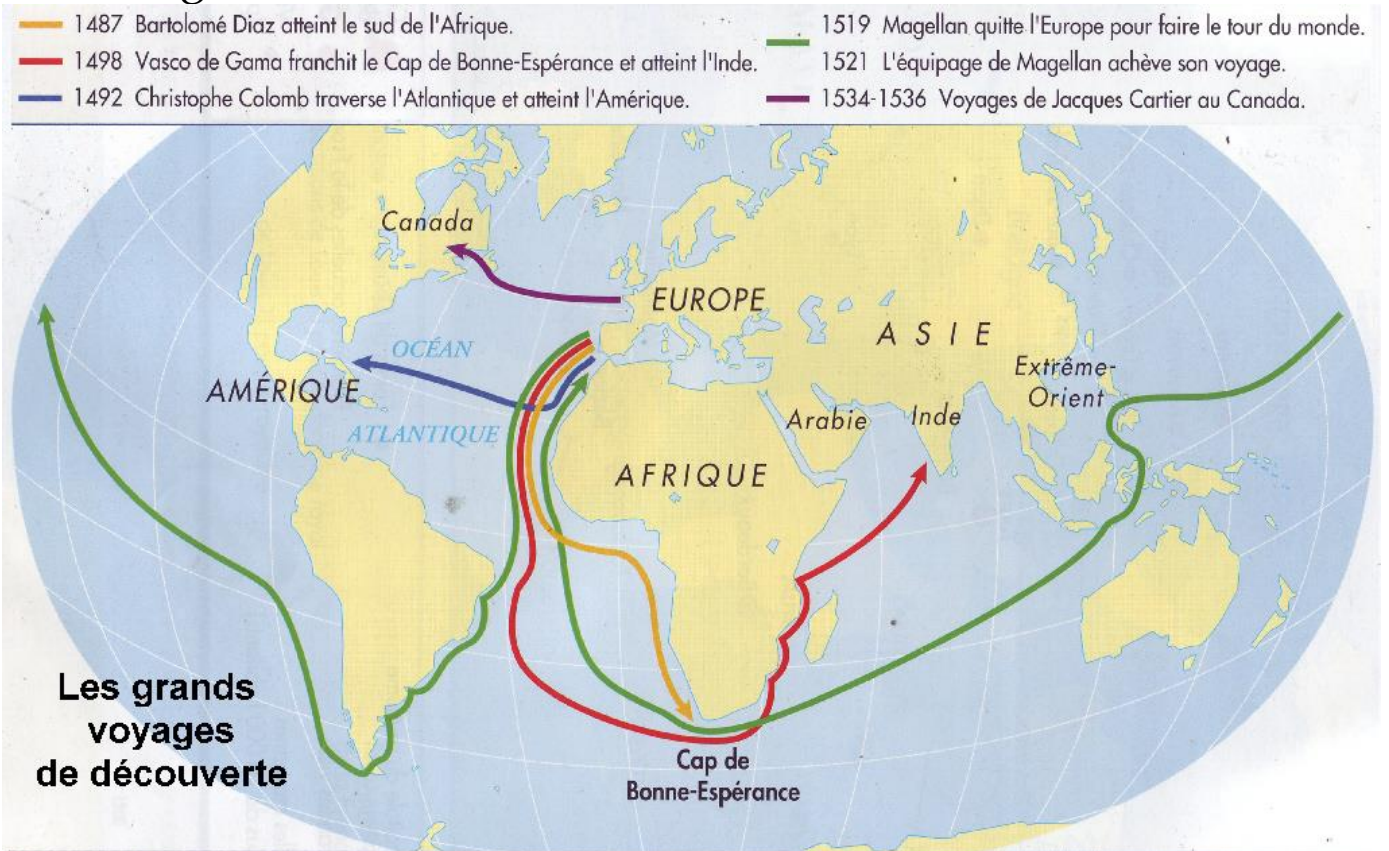 1487 Bartolomé Diaz atteint le sud de l'Afrique.
1498 Vasco de Gama franchit le Cap de Bonne-Espérance et atteint l'Inde.
1492 Christophe Colomb traverse l'Atlantique et atteint l'Amérique.
1519 Magellan quitte l'Europe pour faire le tour du monde.
1521 L'équipage de Magellan achève son voyage.
1534-1536 Voyages de Jacques Cartier au Canada.
Canada
EUROPE
ASIE
OCÉAN
ATLANTIQUE
AMÉRIQUE
Extrême-
Orient
Arabie
Inde
AFRIQUE
Les grands
voyages
de découverte
Cap de
Bonne-Espérance